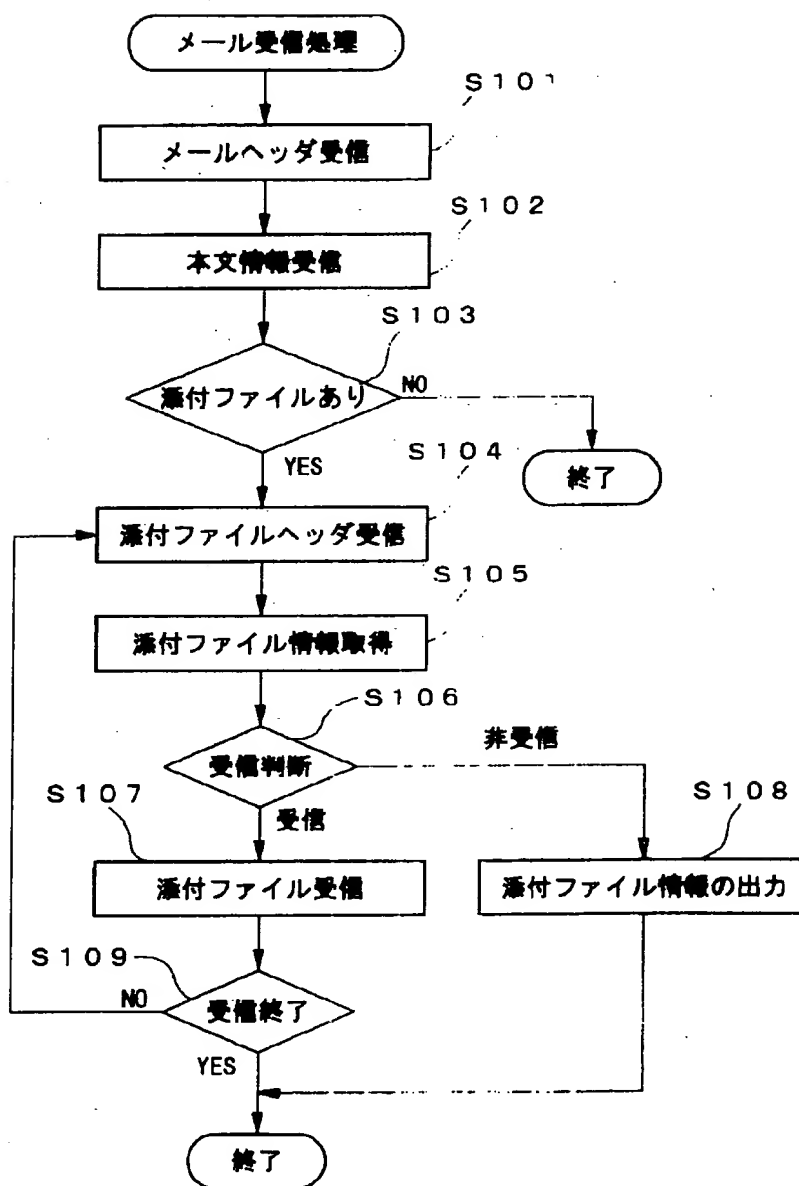 メール受信処理
S101
メールヘッダ受信
S102
本文情報受信
S103
添付ファイルあり
NO
YES
終了
S104
添付ファイルヘッダ受信
S105
添付ファイル情報取得
S106
受信判断
非受信
受信
S107
添付ファイル受信
S108
添付ファイル情報の出力
S109
受信終了
NO
YES
終了